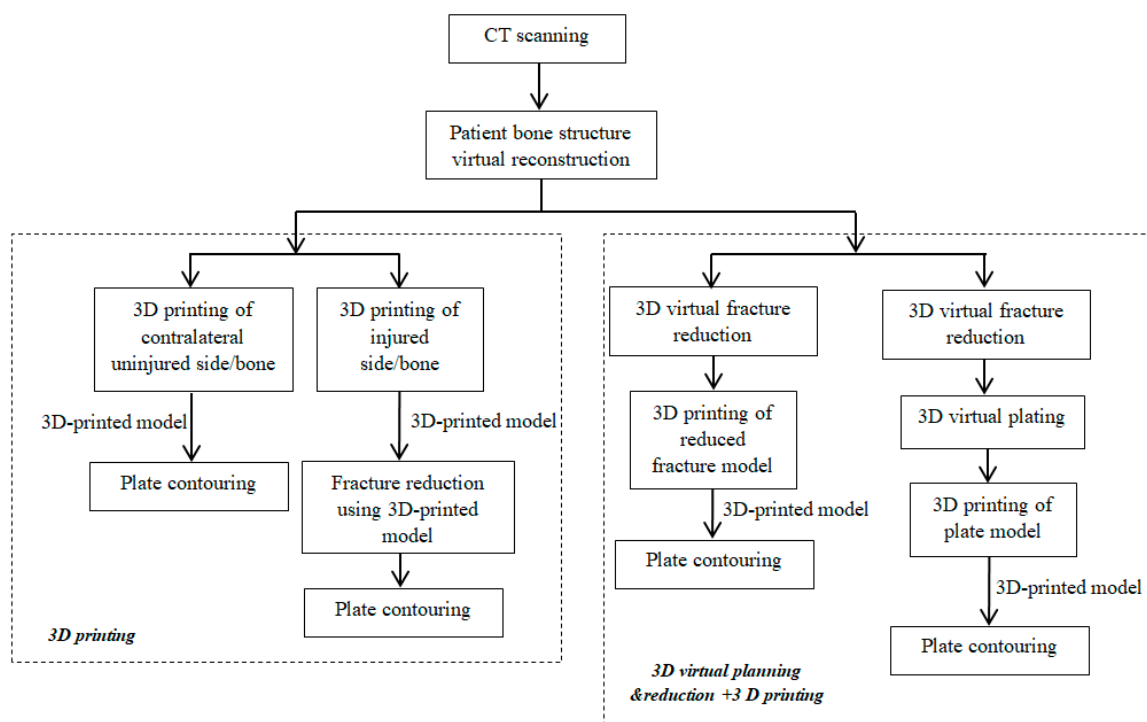 CT scanning
Patient bone structure
virtual reconstruction
3D printing of
contralateral
uninjured side/bone
3D-printed model
Plate contouring
3D printing of
injured
side/bone
3D-printed model
Fracture reduction
using 3D-printed
model
Plate contouring
3D printing
3D virtual fracture
reduction
3D printing of
reduced
fracture model
3D-printed model
Plate contouring
3D virtual fracture
reduction
3D virtual plating
3D printing of
plate model
3D-printed model
Plate contouring
3D virtual planning
&reduction +3 D printing